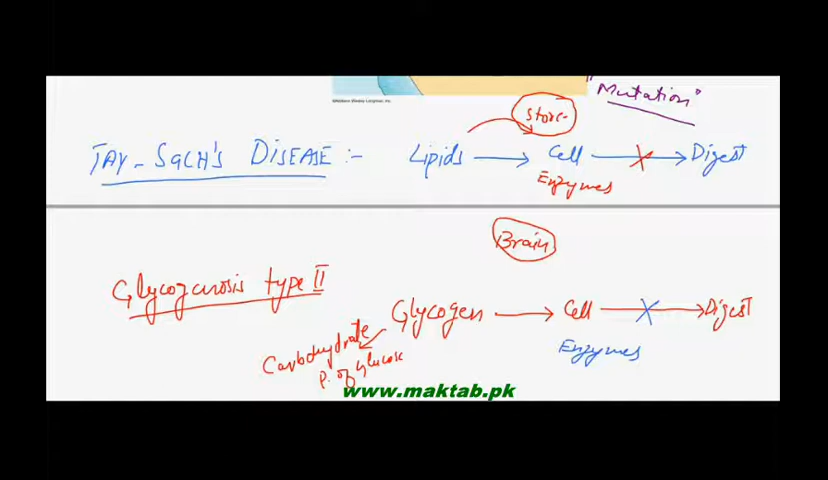 "Mutation"
Store
TAY-SACH'S DISEASE :- Lipids Cell Digest
Enzymes
Brain
Glycogenosis type II Glycogen Cell Digest
Carbohydrate Enzymes
P. of Glucose
www.maktab.pk